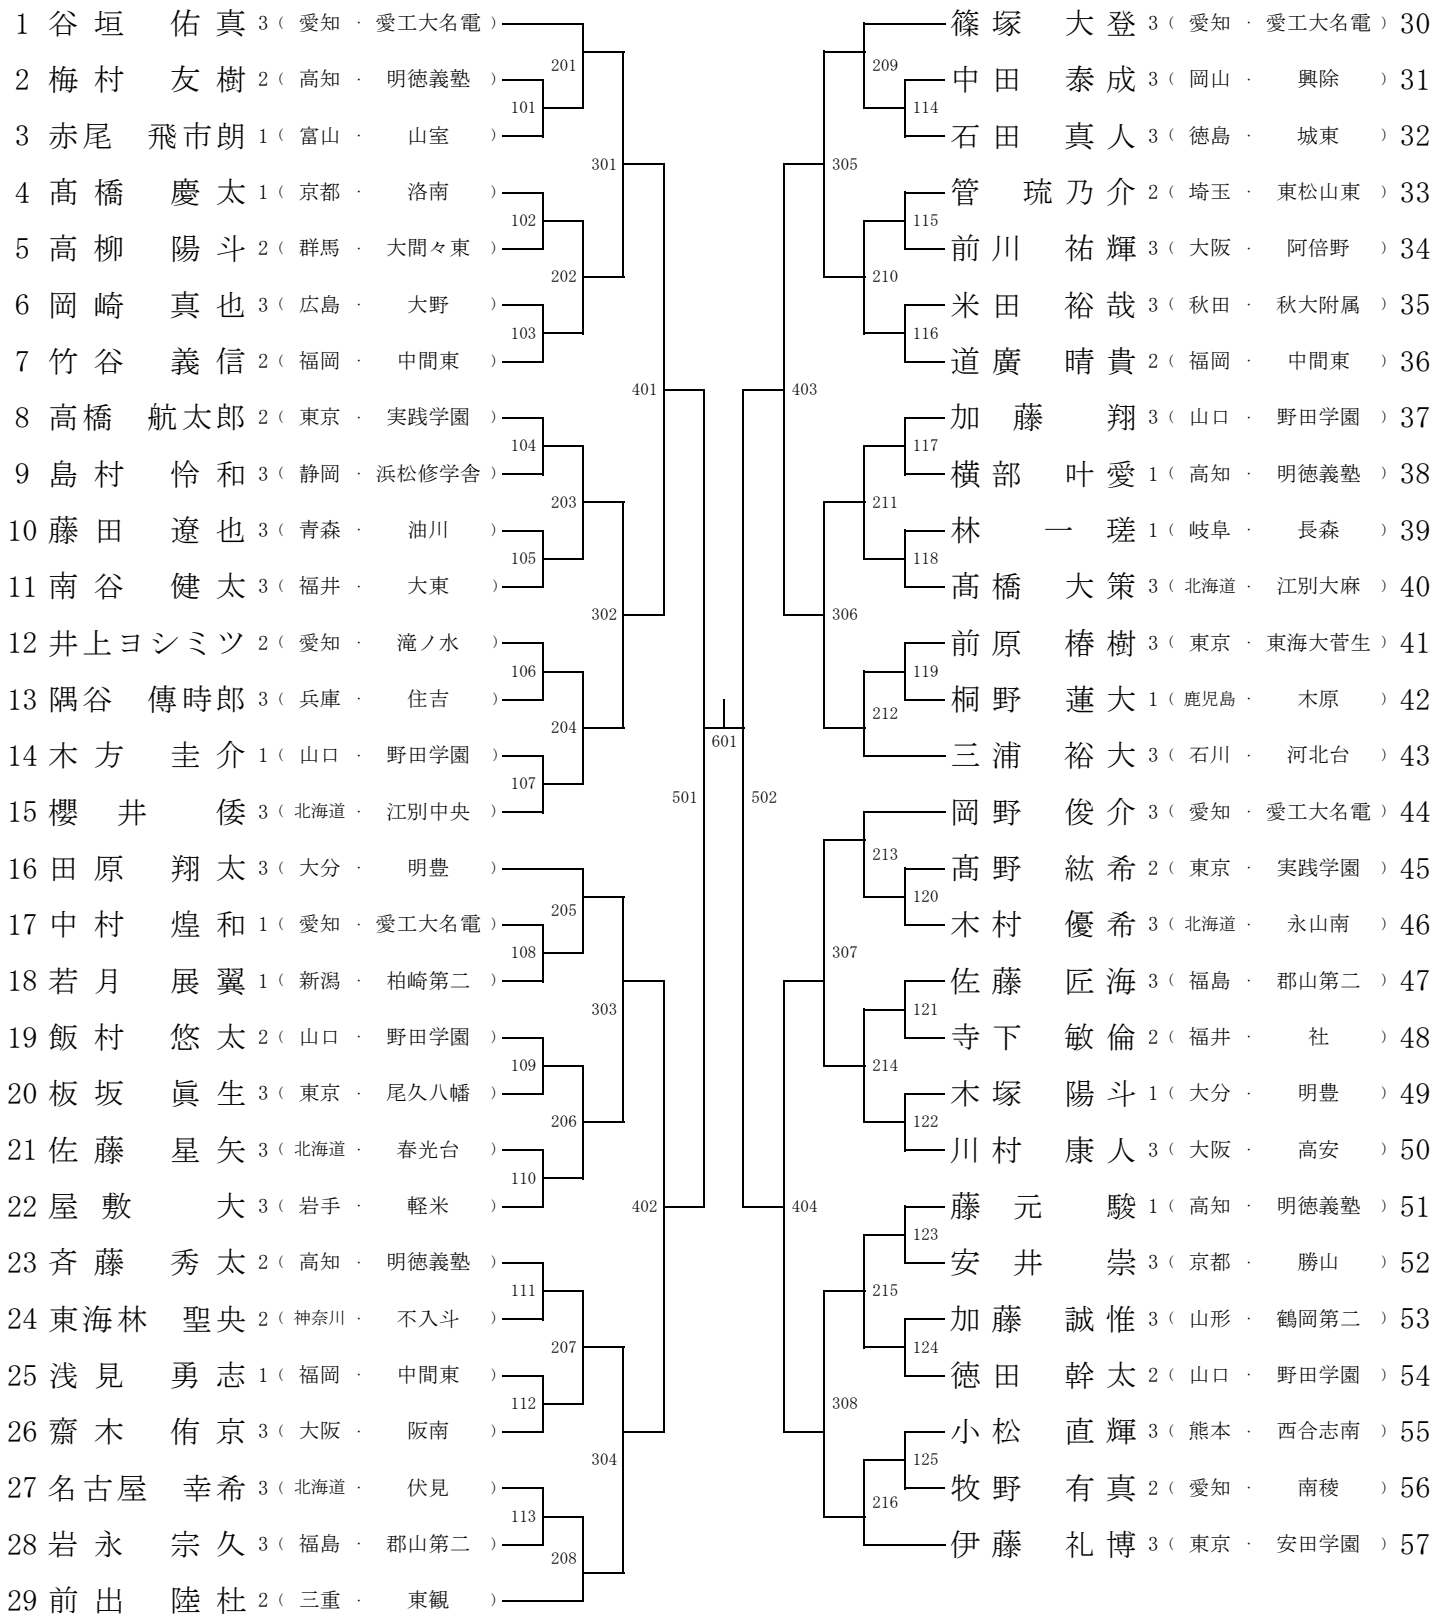 1 谷垣 佑真 3 ( 愛知 · 愛工大名電 )
2 梅村 友樹 2 ( 高知 · 明徳義塾 )
3 赤尾 飛市朗 1 ( 富山 · 山室 )
4 髙橋 慶太 1 ( 京都 · 洛南 )
5 高柳 陽斗 2 ( 群馬 · 大間々東 )
6 岡崎 真也 3 ( 広島 · 大野 )
7 竹谷 義信 2 ( 福岡 · 中間東 )
8 高橋 航太郎 2 ( 東京 · 実践学園 )
9 島村 怜和 3 ( 静岡 · 浜松修学舎 )
10 藤田 遼也 3 ( 青森 · 油川 )
11 南谷 健太 3 ( 福井 · 大東 )
12 井上ヨシミツ 2 ( 愛知 · 滝ノ水 )
13 隅谷 傳時郎 3 ( 兵庫 · 住吉 )
14 木方 圭介 1 ( 山口 · 野田学園 )
15 櫻井 倭 3 ( 北海道 · 江別中央 )
16 田原 翔太 3 ( 大分 · 明豊 )
17 中村 煌和 1 ( 愛知 · 愛工大名電 )
18 若月 展翼 1 ( 新潟 · 柏崎第二 )
19 飯村 悠太 2 ( 山口 · 野田学園 )
20 板坂 眞生 3 ( 東京 · 尾久八幡 )
21 佐藤 星矢 3 ( 北海道 · 春光台 )
22 屋敷 大 3 ( 岩手 · 軽米 )
23 斉藤 秀太 2 ( 高知 · 明徳義塾 )
24 東海林 聖央 2 ( 神奈川 · 不入斗 )
25 浅見 勇志 1 ( 福岡 · 中間東 )
26 齋木 侑京 3 ( 大阪 · 阪南 )
27 名古屋 幸希 3 ( 北海道 · 伏見 )
28 岩永 宗久 3 ( 福島 · 郡山第二 )
29 前出 陸杜 2 ( 三重 · 東観 )
101
102
103
104
105
106
107
108
109
110
111
112
113
201
202
203
204
205
206
207
208
301
302
303
304
401
402
501
601
502
403
404
305
306
307
308
209
210
211
212
213
214
215
216
114
115
116
117
118
119
120
121
122
123
124
125
篠塚 大登 3 ( 愛知 · 愛工大名電 ) 30
中田 泰成 3 ( 岡山 · 興除 ) 31
石田 真人 3 ( 徳島 · 城東 ) 32
管 琉乃介 2 ( 埼玉 · 東松山東 ) 33
前川 祐輝 3 ( 大阪 · 阿倍野 ) 34
米田 裕哉 3 ( 秋田 · 秋大附属 ) 35
道廣 晴貴 2 ( 福岡 · 中間東 ) 36
加藤 翔 3 ( 山口 · 野田学園 ) 37
横部 叶愛 1 ( 高知 · 明徳義塾 ) 38
林 一瑳 1 ( 岐阜 · 長森 ) 39
髙橋 大策 3 ( 北海道 · 江別大麻 ) 40
前原 椿樹 3 ( 東京 · 東海大菅生 ) 41
桐野 蓮大 1 ( 鹿児島 · 木原 ) 42
三浦 裕大 3 ( 石川 · 河北台 ) 43
岡野 俊介 3 ( 愛知 · 愛工大名電 ) 44
髙野 紘希 2 ( 東京 · 実践学園 ) 45
木村 優希 3 ( 北海道 · 永山南 ) 46
佐藤 匠海 3 ( 福島 · 郡山第二 ) 47
寺下 敏倫 2 ( 福井 · 社 ) 48
木塚 陽斗 1 ( 大分 · 明豊 ) 49
川村 康人 3 ( 大阪 · 高安 ) 50
藤元 駿 1 ( 高知 · 明徳義塾 ) 51
安井 崇 3 ( 京都 · 勝山 ) 52
加藤 誠惟 3 ( 山形 · 鶴岡第二 ) 53
徳田 幹太 2 ( 山口 · 野田学園 ) 54
小松 直輝 3 ( 熊本 · 西合志南 ) 55
牧野 有真 2 ( 愛知 · 南稜 ) 56
伊藤 礼博 3 ( 東京 · 安田学園 ) 57